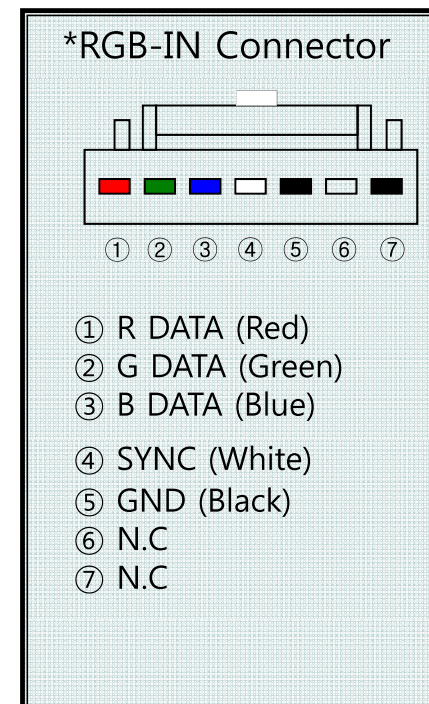 *RGB-IN Connector
① ② ③ ④ ⑤ ⑥ ⑦
① R DATA (Red)
② G DATA (Green)
③ B DATA (Blue)
④ SYNC (White)
⑤ GND (Black)
⑥ N.C
⑦ N.C